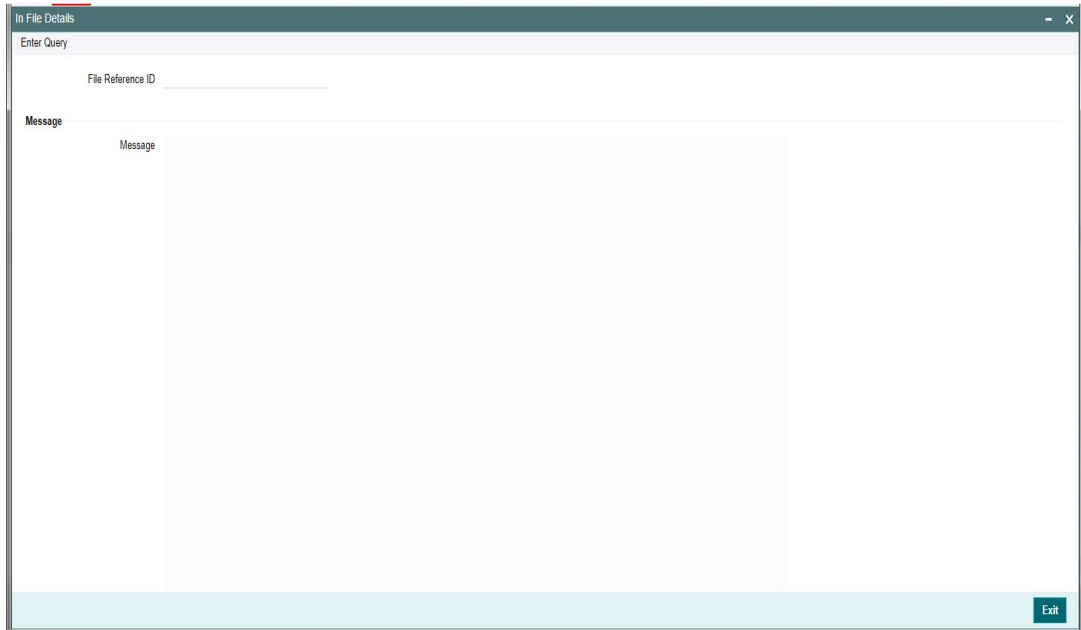 In File Details
Enter Query
File Reference ID
Message
Message
Exit